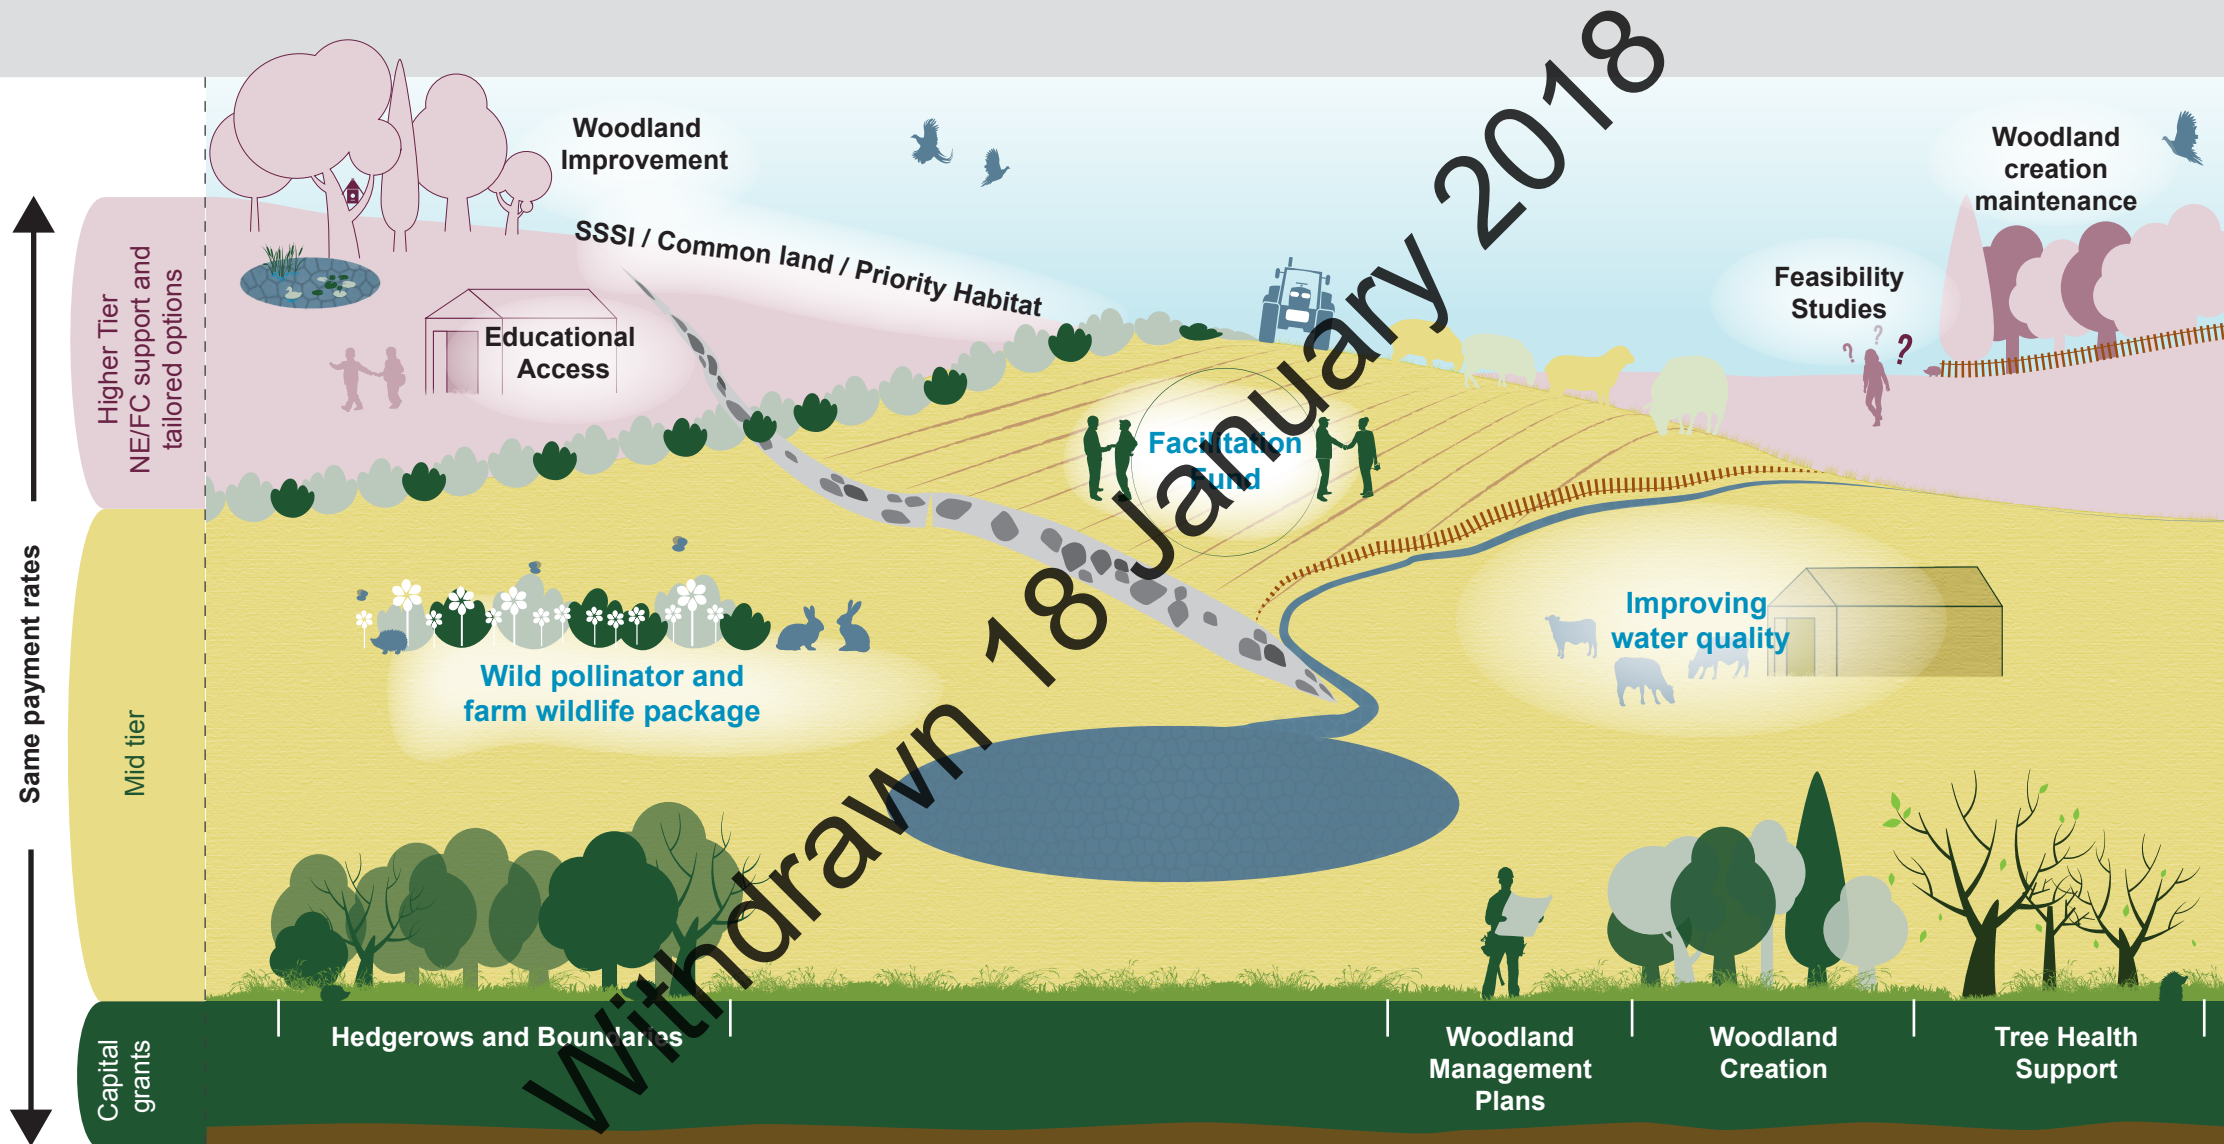 Woodland
Improvement
SSSI / Common land / Priority Habitat
Educational
Access
Woodland
creation
maintenance
Feasibility
Studies
? ? ?
Higher Tier
NE/FC support and
tailored options
Facilitation
Fund
Same payment rates
Mid tier
Wild pollinator and
farm wildlife package
Improving
water quality
Capital
grants
Hedgerows and Boundaries
Woodland
Management
Plans
Woodland
Creation
Tree Health
Support
Withdrawn 18 January 2018